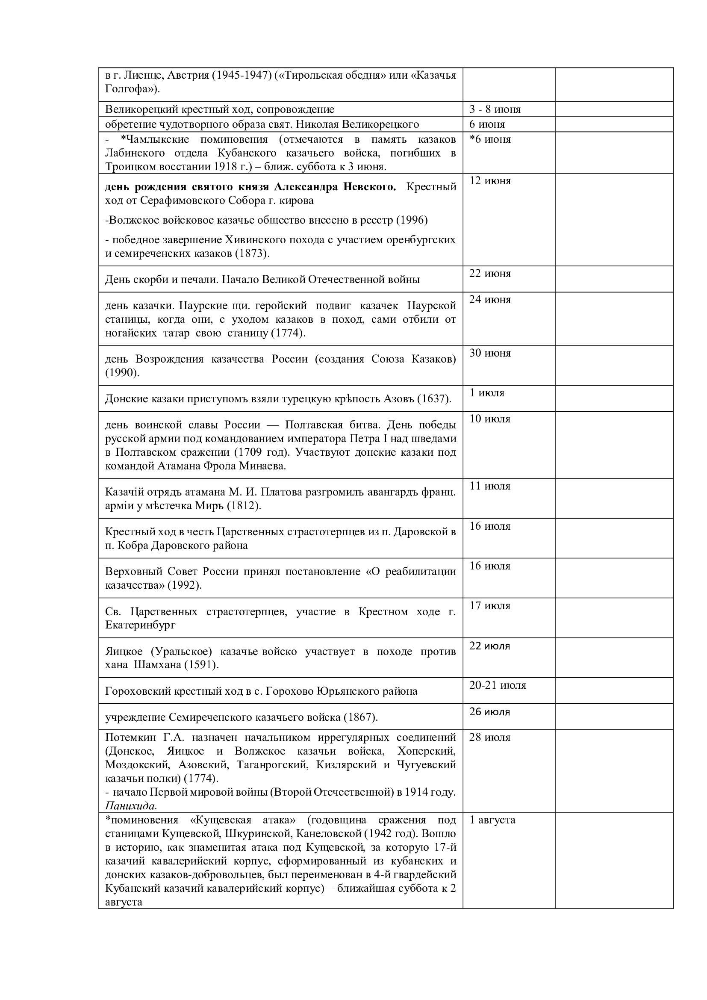 в г. Лиенце, Австрия (1945-1947) («Тирольская обедня» или «Казачья
Голгофа»).
Великорецкий крестный ход, сопровождение
3 - 8 июня
обретение чудотворного образа свят. Николая Великорецкого
6 июня
- *Чамлыкские поминовения (отмечаются в память казаков
Лабинского отдела Кубанского казачьего войска, погибших в
Троицком восстании 1918 г.) – ближ. суббота к 3 июня.
*6 июня
день рождения святого князя Александра Невского. Крестный
ход от Серафимовского Собора г. кирова
-Волжское войсковое казачье общество внесено в реестр (1996)
- победное завершение Хивинского похода с участием оренбургских
и семиреченских казаков (1873).
12 июня
День скорби и печали. Начало Великой Отечественной войны
22 июня
день казачки. Наурские щи. геройский подвиг казачек Наурской
станицы, когда они, с уходом казаков в поход, сами отбили от
ногайских татар свою станицу (1774).
24 июня
день Возрождения казачества России (создания Союза Казаков)
(1990).
30 июня
Донские казаки приступомъ взяли турецкую крѣпость Азовъ (1637).
1 июля
день воинской славы России — Полтавская битва. День победы
русской армии под командованием императора Петра I над шведами
в Полтавском сражении (1709 год). Участвуют донские казаки под
командой Атамана Фрола Минаева.
10 июля
Казачій отрядъ атамана М. И. Платова разгромилъ авангардъ франц.
арміи у мѣстечка Миръ (1812).
11 июля
Крестный ход в честь Царственных страстотерпцев из п. Даровской в
п. Кобра Даровского района
16 июля
Верховный Совет России принял постановление «О реабилитации
казачества» (1992).
16 июля
Св. Царственных страстотерпцев, участие в Крестном ходе г.
Екатеринбург
17 июля
Яицкое (Уральское) казачье войско участвует в походе против
хана Шамхана (1591).
22 июля
Гороховский крестный ход в с. Горохово Юрьянского района
20-21 июля
учреждение Семиреченского казачьего войска (1867).
26 июля
Потемкин Г.А. назначен начальником иррегулярных соединений
(Донское, Яицкое и Волжское казачьи войска, Хоперский,
Моздокский, Азовский, Таганрогский, Кизлярский и Чугуевский
казачьи полки) (1774).
- начало Первой мировой войны (Второй Отечественной) в 1914 году.
Панихида.
28 июля
*поминовения «Кущевская атака» (годовщина сражения под
станицами Кущевской, Шкуринской, Канеловской (1942 год). Вошло
в историю, как знаменитая атака под Кущевской, за которую 17-й
казачий кавалерийский корпус, сформированный из кубанских и
донских казаков-добровольцев, был переименован в 4-й гвардейский
Кубанский казачий кавалерийский корпус) – ближайшая суббота к 2
августа
1 августа